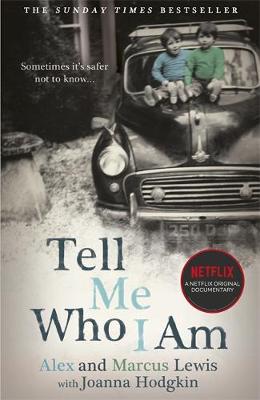 THE SUNDAY TIMES BESTSELLER
Sometimes it's safer
not to know...
NETFLIX
A NETFLIX ORIGINAL
DOCUMENTARY
Tell
Me
Who I Am
Alex and Marcus Lewis
with Joanna Hodgkin